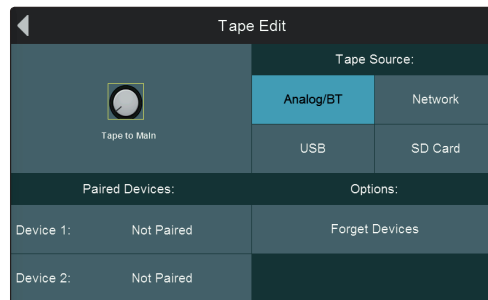 Tape Edit
Tape Source:
Analog/BT
Network
Tape to Main
USB
SD Card
Paired Devices:
Options:
Device 1:
Not Paired
Forget Devices
Device 2:
Not Paired